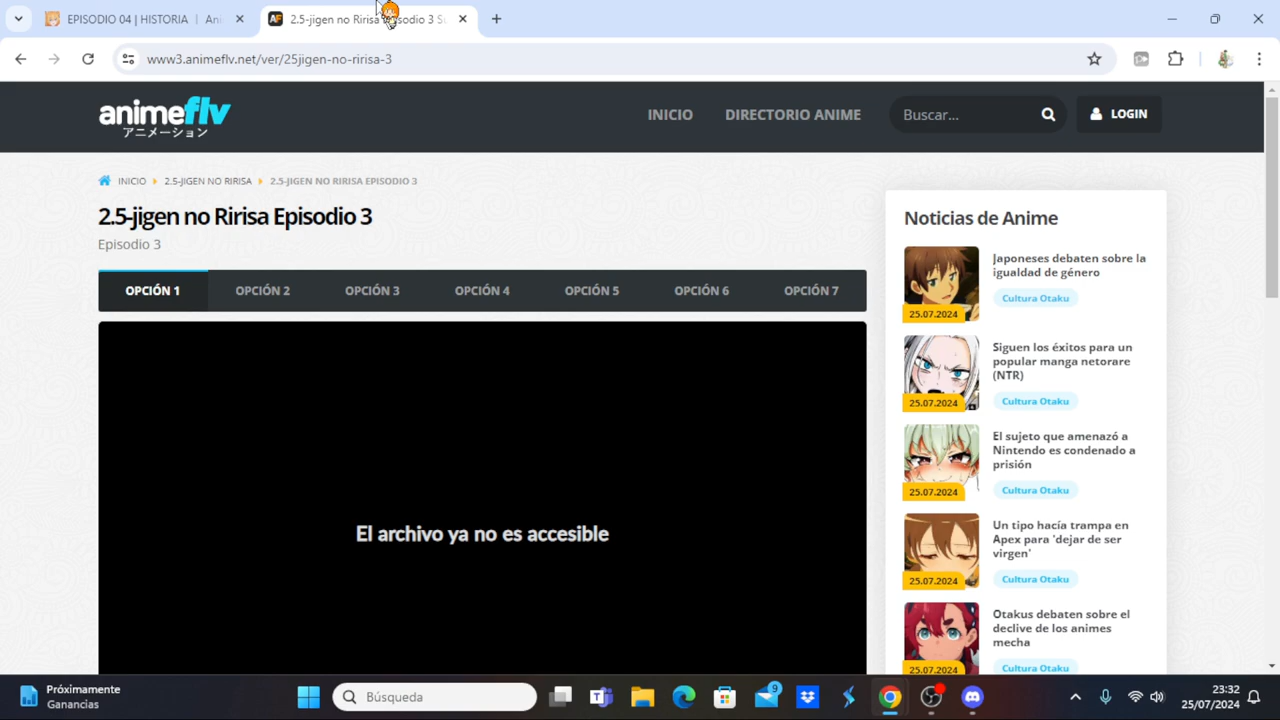 EPISODIO 04 | HISTORIA | Ani
2.5-jigen no Ririsa Episodio 3 Su
www3.animeflv.net/ver/25jigen-no-ririsa-3
animeflv
アニメーション
INICIO
DIRECTORIO ANIME
Buscar...
LOGIN
INICIO 2.5-JIGEN NO RIRISA 2.5-JIGEN NO RIRISA EPISODIO 3
2.5-jigen no Ririsa Episodio 3
Episodio 3
OPCIÓN 1
OPCIÓN 2
OPCIÓN 3
OPCIÓN 4
OPCIÓN 5
OPCIÓN 6
OPCIÓN 7
El archivo ya no es accesible
Noticias de Anime
Japoneses debaten sobre la
igualdad de género
Cultura Otaku
25.07.2024
Siguen los éxitos para un
popular manga netorare
(NTR)
Cultura Otaku
25.07.2024
El sujeto que amenazó a
Nintendo es condenado a
prisión
Cultura Otaku
25.07.2024
Un tipo hacía trampa en
Apex para 'dejar de ser
virgen'
Cultura Otaku
25.07.2024
Otakus debaten sobre el
declive de los animes
mecha
Cultura Otaku
25.07.2024
Próximamente
Ganancias
Búsqueda
9
23:32
25/07/2024